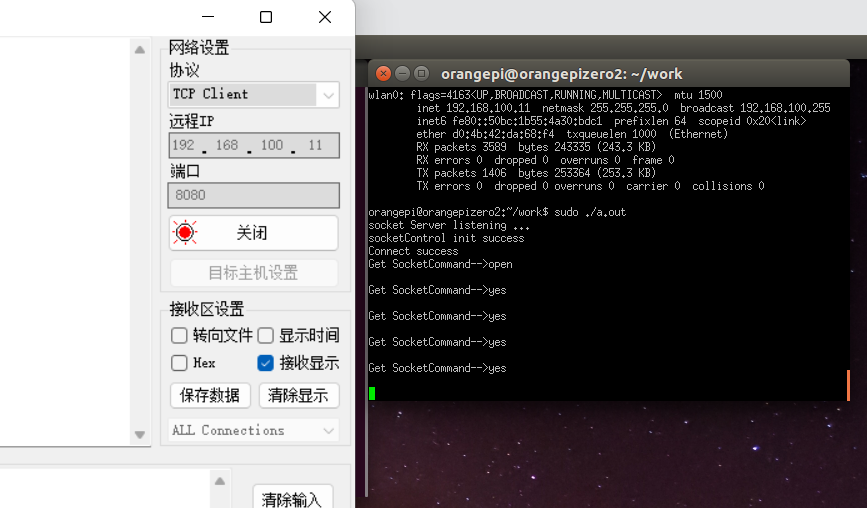 网络设置
协议
TCP Client
远程IP
192 . 168 . 100 . 11
端口
8080
关闭
目标主机设置
接收区设置
转向文件 显示时间
Hex 接收显示
保存数据 清除显示
ALL Connections
清除输入
orangepi@orangepizero2: ~/work
wlan0: flags=4163<UP,BROADCAST,RUNNING,MULTICAST>  mtu 1500
inet 192.168.100.11  netmask 255.255.255.0  broadcast 192.168.100.255
inet6 fe80::50bc:1b55:4a30:bdc1  prefixlen 64  scopeid 0x20<link>
ether d0:4b:42:da:68:f4  txqueuelen 1000  (Ethernet)
RX packets 3589  bytes 243335 (243.3 KB)
RX errors 0  dropped 0  overruns 0  frame 0
TX packets 1406  bytes 253364 (253.3 KB)
TX errors 0  dropped 0 overruns 0  carrier 0  collisions 0
orangepi@orangepizero2:~/work$ sudo ./a.out
socket Server listening ...
socketControl init success
Connect success
Get SocketCommand-->open
Get SocketCommand-->yes
Get SocketCommand-->yes
Get SocketCommand-->yes
Get SocketCommand-->yes